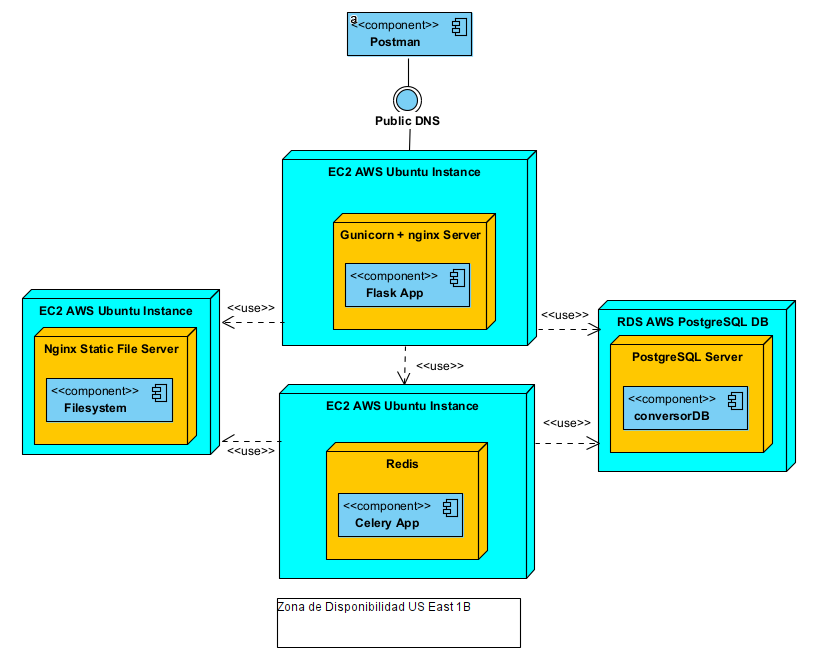 a
<<component>>
Postman
Public DNS
EC2 AWS Ubuntu Instance
Gunicorn + nginx Server
<<component>>
Flask App
<<use>>
<<use>>
<<use>>
EC2 AWS Ubuntu Instance
Nginx Static File Server
<<component>>
Filesystem
RDS AWS PostgreSQL DB
PostgreSQL Server
<<component>>
conversorDB
EC2 AWS Ubuntu Instance
<<use>>
<<use>>
Redis
<<component>>
Celery App
Zona de Disponibilidad US East 1B